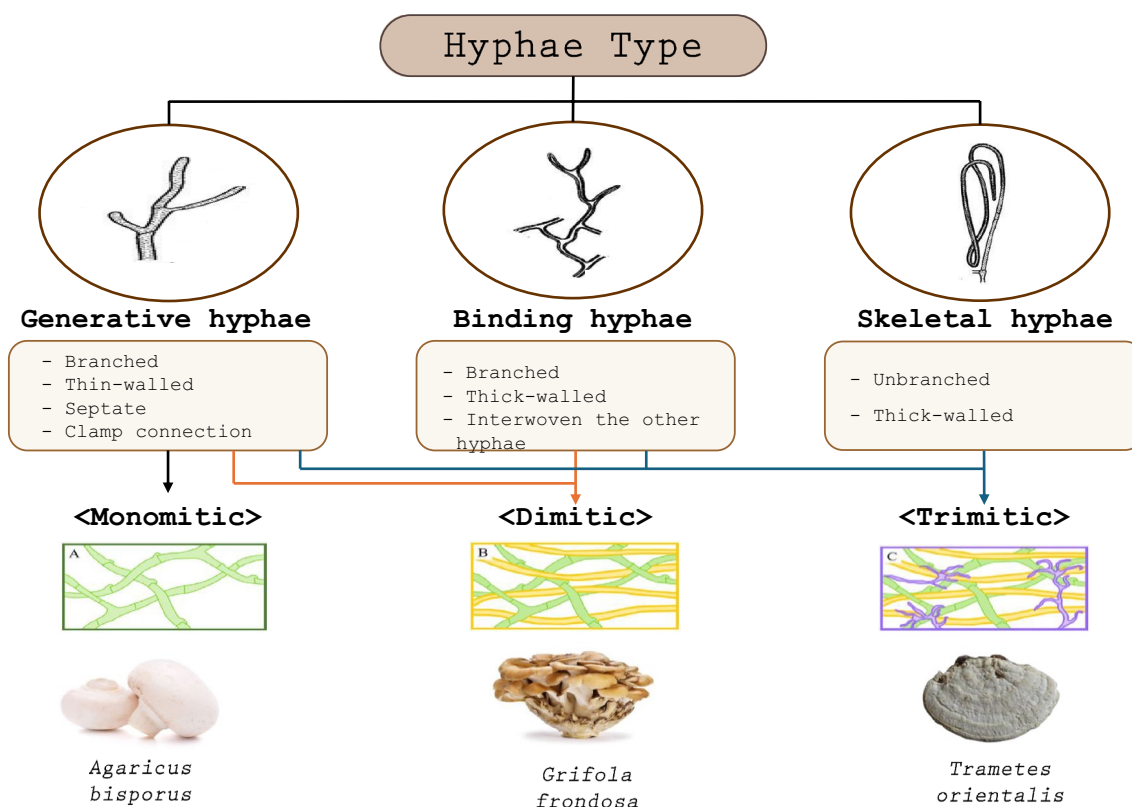 Hyphae Type
Generative hyphae
- Branched
- Thin-walled
- Septate
- Clamp connection
Binding hyphae
- Branched
- Thick-walled
- Interwoven the other
hyphae
Skeletal hyphae
- Unbranched
- Thick-walled
<Monomitic>
<Dimitic>
<Trimitic>
A
B
C
Agaricus
bisporus
Grifola
frondosa
Trametes
orientalis